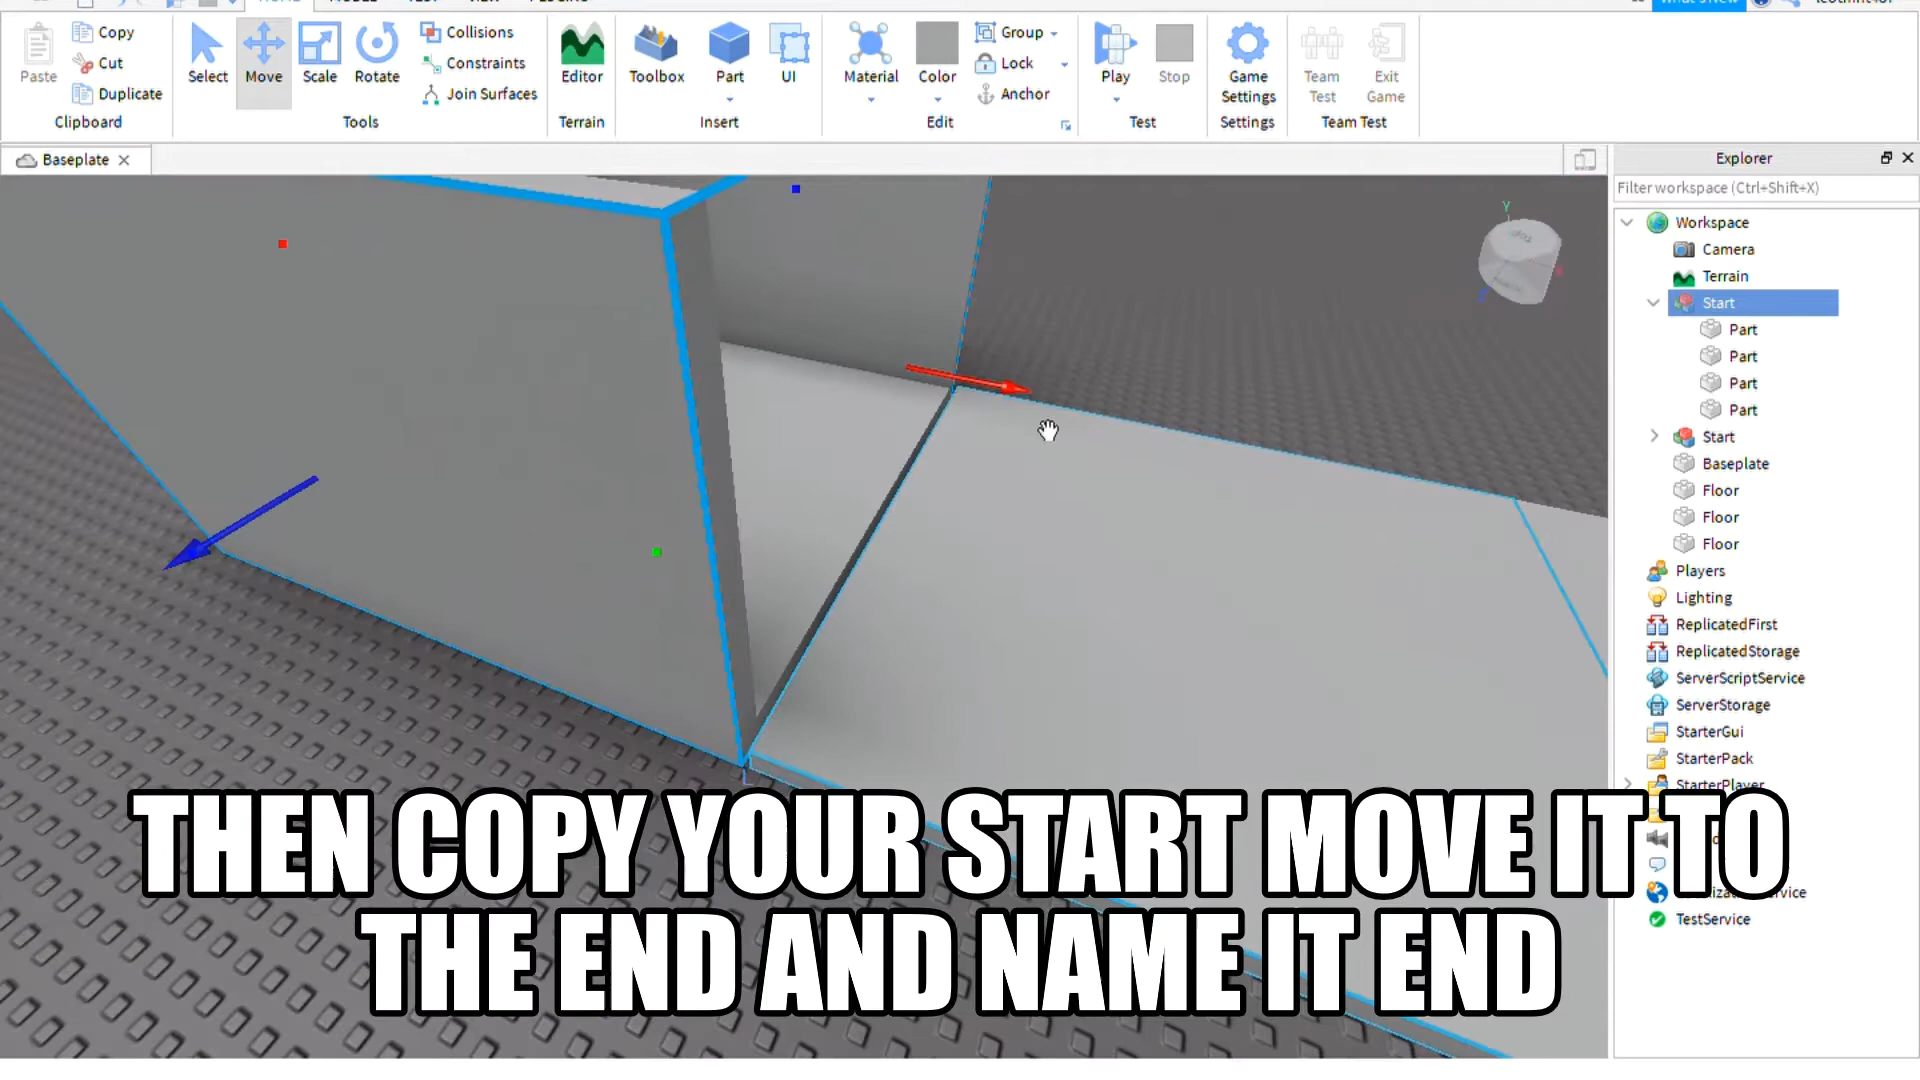 What's New
Copy
Cut
Duplicate
Paste
Clipboard
Select
Move
Scale
Rotate
Collisions
Constraints
Join Surfaces
Tools
Editor
Terrain
Toolbox
Part
UI
Insert
Material
Color
Group
Lock
Anchor
Edit
Play
Stop
Test
Game Settings
Settings
Team Test
Exit Game
Team Test
Baseplate
Explorer
Filter workspace (Ctrl+Shift+X)
Workspace
Camera
Terrain
Start
Part
Part
Part
Part
Start
Baseplate
Floor
Floor
Floor
Players
Lighting
ReplicatedFirst
ReplicatedStorage
ServerScriptService
ServerStorage
StarterGui
StarterPack
StarterPlayer
TestService
Y
THEN COPY YOUR START MOVE IT TO
THE END AND NAME IT END